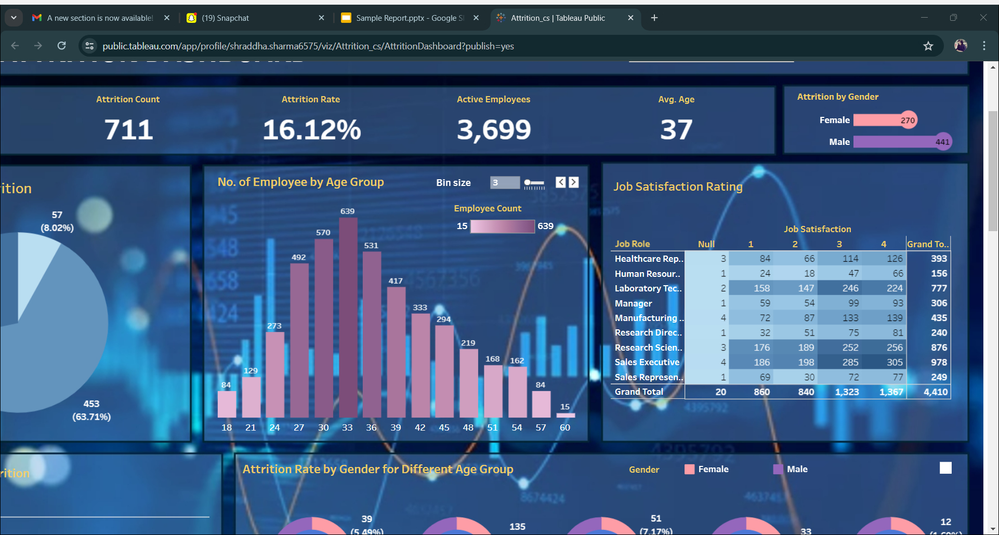 A new section is now available!
(19) Snapchat
Sample Report.pptx - Google Sl
Attrition_cs | Tableau Public
public.tableau.com/app/profile/shraddha.sharma6575/viz/Attrition_cs/AttritionDashboard?publish=yes
ATTRITION DASHBOARD
Attrition Count
711
Attrition Rate
16.12%
Active Employees
3,699
Avg. Age
37
Attrition by Gender
Female 270
Male 441
ition
57
(8.02%)
453
(63.71%)
No. of Employee by Age Group
Bin size 3
Employee Count
15 639
84 129 273 492 570 639 531 417 333 294 219 168 162 84 15
18 21 24 27 30 33 36 39 42 45 48 51 54 57 60
Job Satisfaction Rating
Job Satisfaction
Job Role Null 1 2 3 4 Grand To..
Healthcare Rep.. 3 84 66 114 126 393
Human Resour.. 1 24 18 47 66 156
Laboratory Tec.. 2 158 147 246 224 777
Manager 1 59 54 99 93 306
Manufacturing .. 4 72 87 133 139 435
Research Direc.. 1 32 51 75 81 240
Research Scien.. 3 176 189 252 256 876
Sales Executive 4 186 198 285 305 978
Sales Represen.. 1 69 30 72 77 249
Grand Total 20 860 840 1,323 1,367 4,410
rition
Attrition Rate by Gender for Different Age Group
Gender Female Male
39
(5.49%)
135
51
(7.17%)
33
12